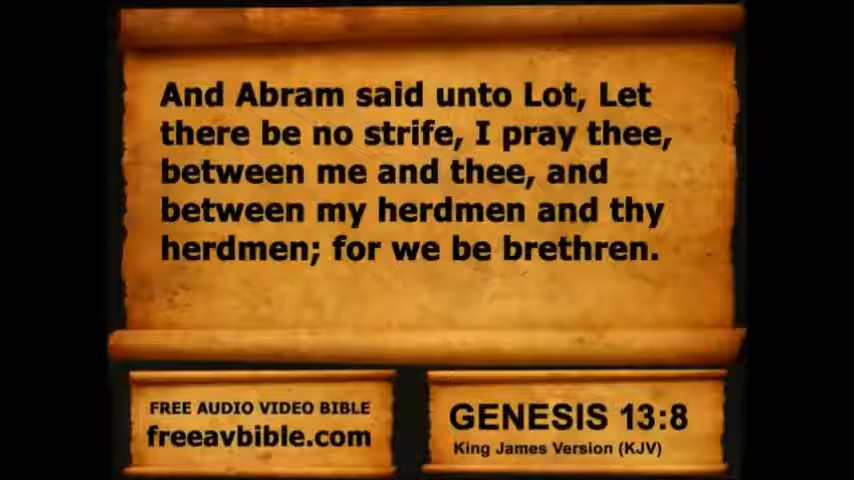 And Abram said unto Lot, Let
there be no strife, I pray thee,
between me and thee, and
between my herdmen and thy
herdmen; for we be brethren.
FREE AUDIO VIDEO BIBLE
freeavbible.com
GENESIS 13:8
King James Version (KJV)